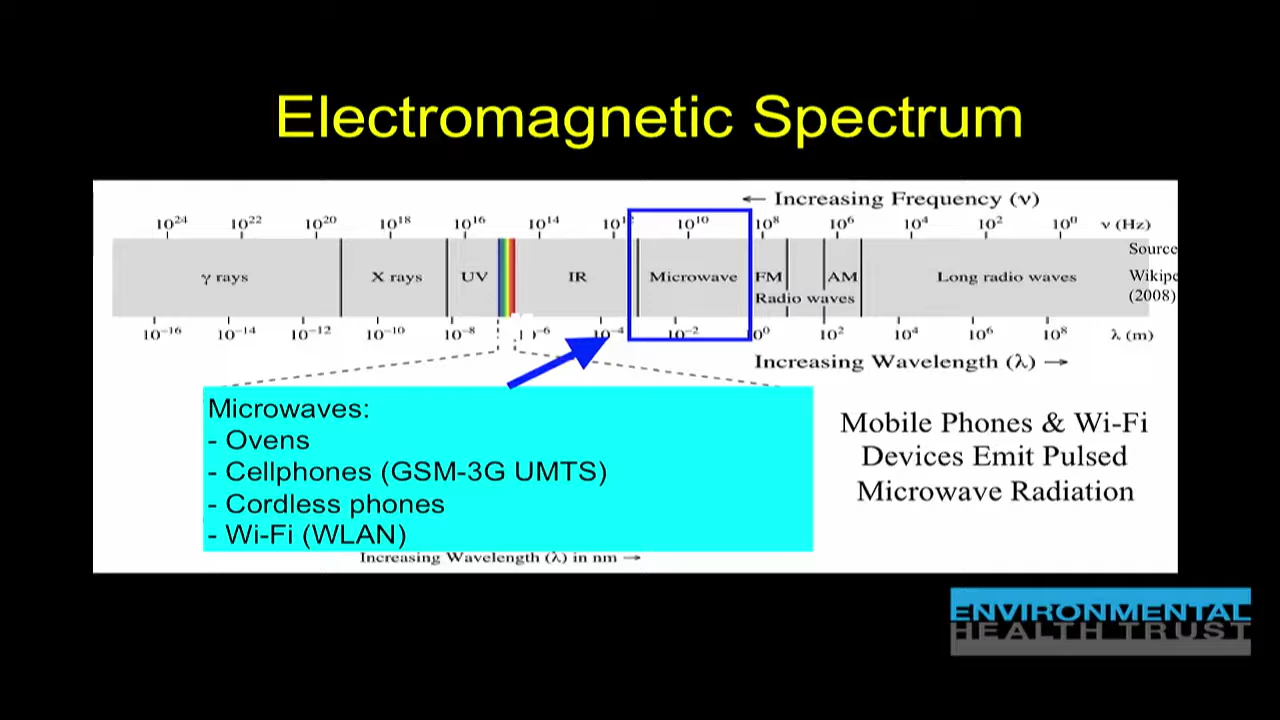 Electromagnetic Spectrum
← Increasing Frequency (ν)
10²⁴ 10²² 10²⁰ 10¹⁸ 10¹⁶ 10¹⁴ 10¹⁰ 10⁸ 10⁶ 10⁴ 10² 10⁰ ν (Hz)
Source
γ rays X rays UV IR Microwave FM AM Long radio waves
Radio waves
(2008)
10⁻¹⁶ 10⁻¹⁴ 10⁻¹² 10⁻¹⁰ 10⁻⁸ 10⁻⁴ 10⁻² 10⁰ 10² 10⁴ 10⁶ 10⁸ λ (m)
Increasing Wavelength (λ) →
Microwaves:
- Ovens
- Cellphones (GSM-3G UMTS)
- Cordless phones
- Wi-Fi (WLAN)
Mobile Phones & Wi-Fi
Devices Emit Pulsed
Microwave Radiation
Increasing Wavelength (λ) in nm →
ENVIRONMENTAL
HEALTH TRUST